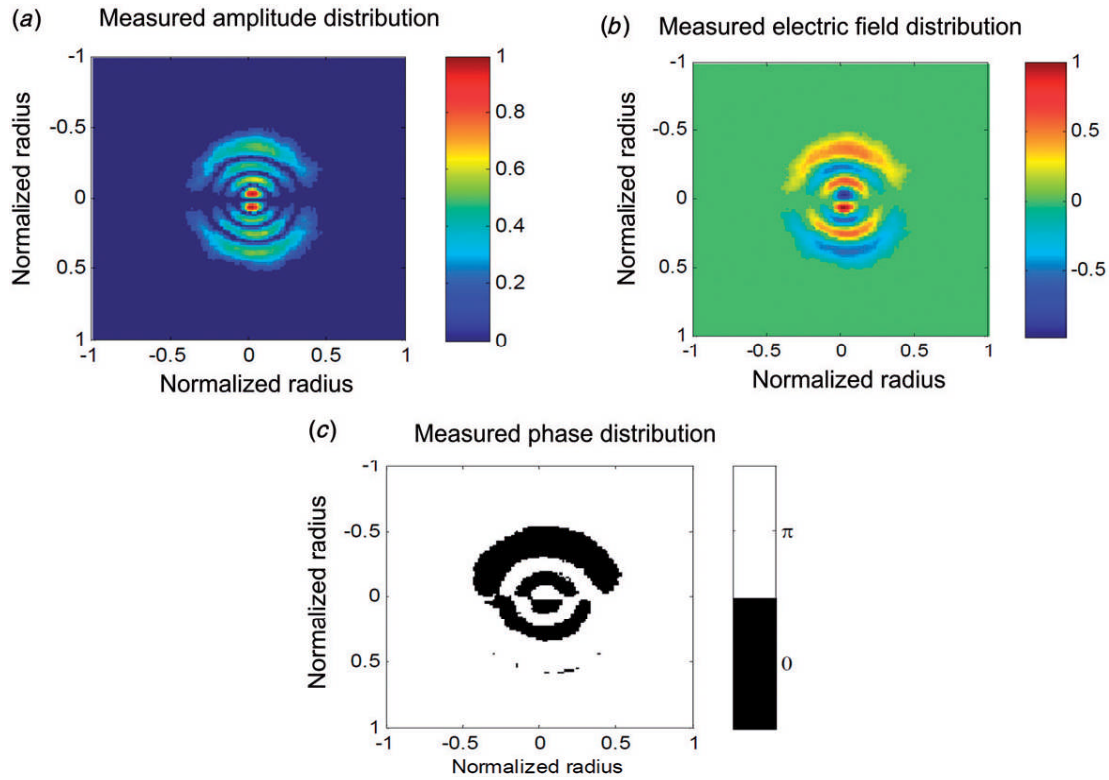 (a) Measured amplitude distribution
-1
-0.5
0
0.5
1
Normalized radius
-1 -0.5 0 0.5 1
Normalized radius
1
0.8
0.6
0.4
0.2
0
(b) Measured electric field distribution
-1
-0.5
0
0.5
1
Normalized radius
-1 -0.5 0 0.5 1
Normalized radius
1
0.5
0
-0.5
(c) Measured phase distribution
-1
-0.5
0
0.5
1
Normalized radius
-1 -0.5 0 0.5 1
Normalized radius
π
0